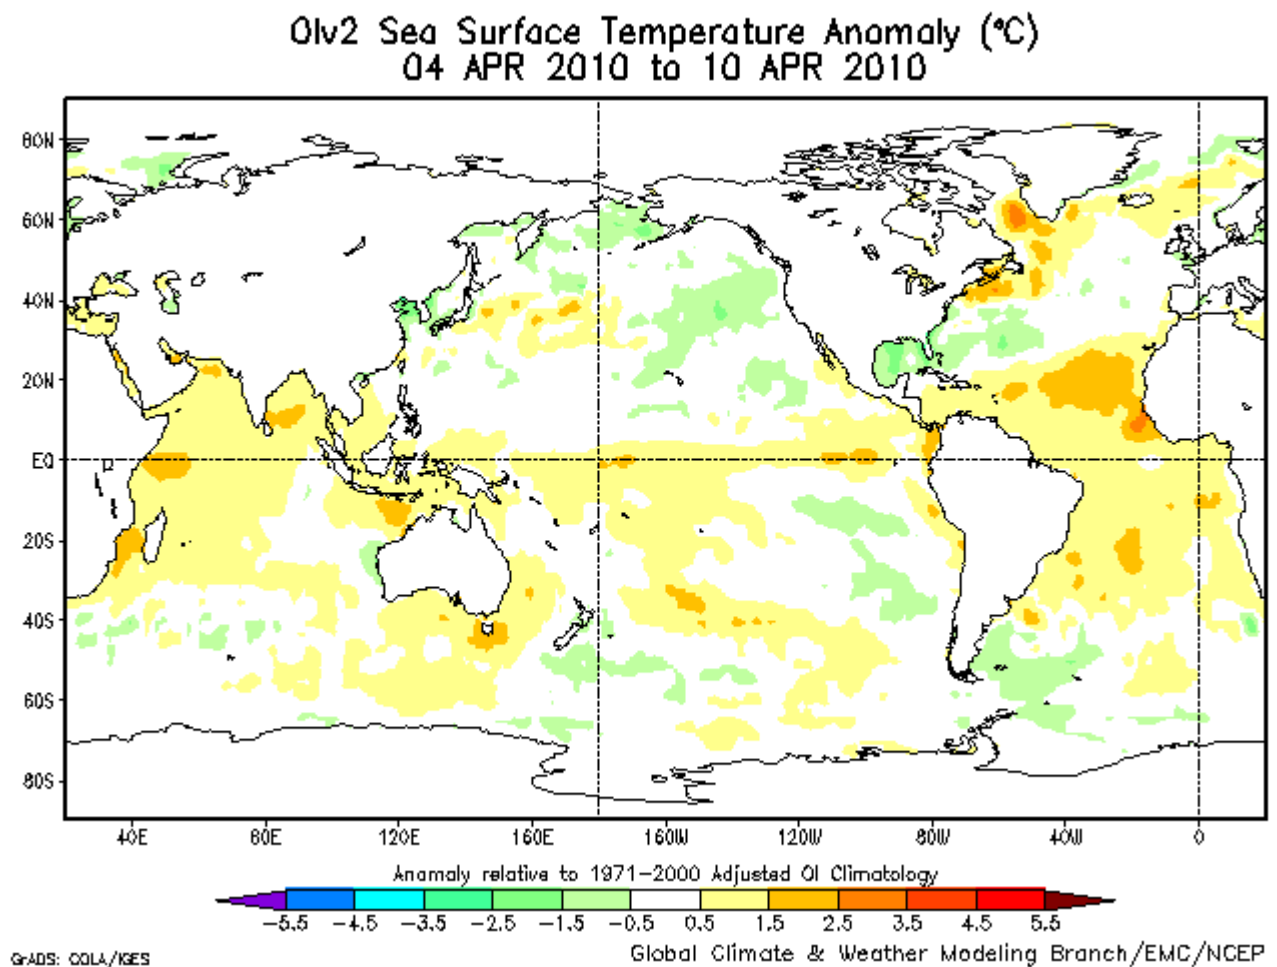 OIv2 Sea Surface Temperature Anomaly (°C)
04 APR 2010 to 10 APR 2010
80N
60N
40N
20N
EQ
20S
40S
60S
80S
40E 80E 120E 160E 160W 120W 80W 40W 0
Anomaly relative to 1971-2000 Adjusted OI Climatology
-5.5 -4.5 -3.5 -2.5 -1.5 -0.5 0.5 1.5 2.5 3.5 4.5 5.5
Global Climate & Weather Modeling Branch/EMC/NCEP
GrADS: COLA/IGES